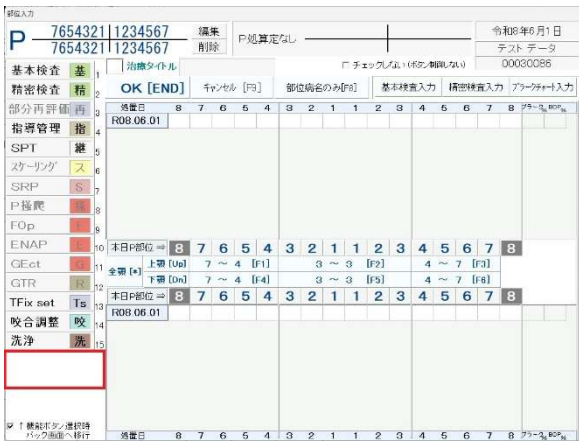 部位入力
P 7654321|1234567 編集 P処算定なし 令和8年6月1日
7654321|1234567 削除 テスト データ
治療タイトル チェックしない(ボタン制御しない) 00030086
基本検査 基 1
OK [END] キャンセル [F9] 部位病名のみ[F8] 基本検査入力 精密検査入力 プラークチャート入力
精密検査 精 2
部分再評価 再 3 処置日 8 7 6 5 4 3 2 1 1 2 3 4 5 6 7 8 プラーク% BOP%
指導管理 指 4 R08.06.01
SPT 継 5
スケーリング ス 6
SRP S 7
P掻爬 8
FOp 9
ENAP 10 本日P部位⇒ 8 7 6 5 4 3 2 1 1 2 3 4 5 6 7 8
GEct G 11 全顎 [*] 上顎 [Up] 7 ～ 4 [F1] 3 ～ 3 [F2] 4 ～ 7 [F3]
GTR R 12 下顎 [Dn] 7 ～ 4 [F4] 3 ～ 3 [F5] 4 ～ 7 [F6]
TFix set Ts 13 本日P部位⇒ 8 7 6 5 4 3 2 1 1 2 3 4 5 6 7 8
咬合調整 咬 14 R08.06.01
洗浄 洗 15
↑機能ボタン選択時
バック画面へ移行
処置日 8 7 6 5 4 3 2 1 1 2 3 4 5 6 7 8 プラーク% BOP%